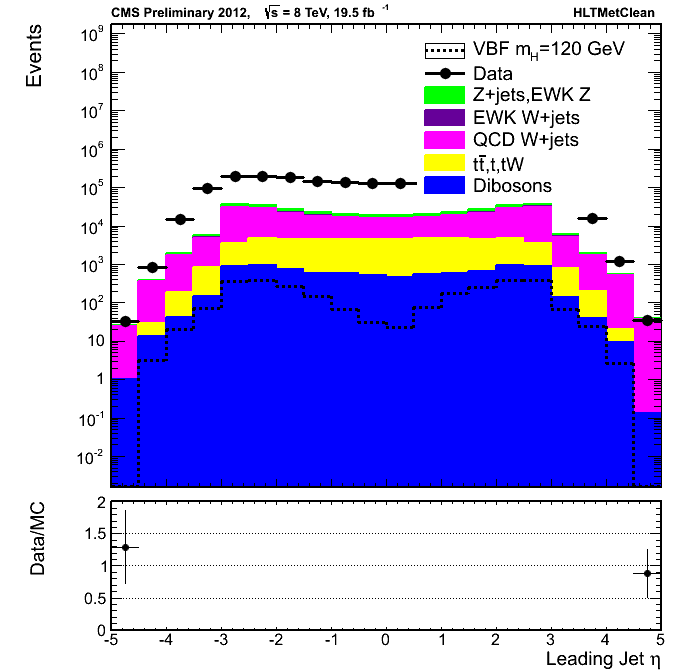 CMS Preliminary 2012, √s = 8 TeV, 19.5 fb⁻¹ HLTMetClean
Events
10⁹
10⁸
10⁷
10⁶
10⁵
10⁴
10³
10²
10
1
10⁻¹
10⁻²
VBF m_H=120 GeV
Data
Z+jets,EWK Z
EWK W+jets
QCD W+jets
tt̄,t,tW
Dibosons
Data/MC
2
1.5
1
0.5
0
-5 -4 -3 -2 -1 0 1 2 3 4 5
Leading Jet η